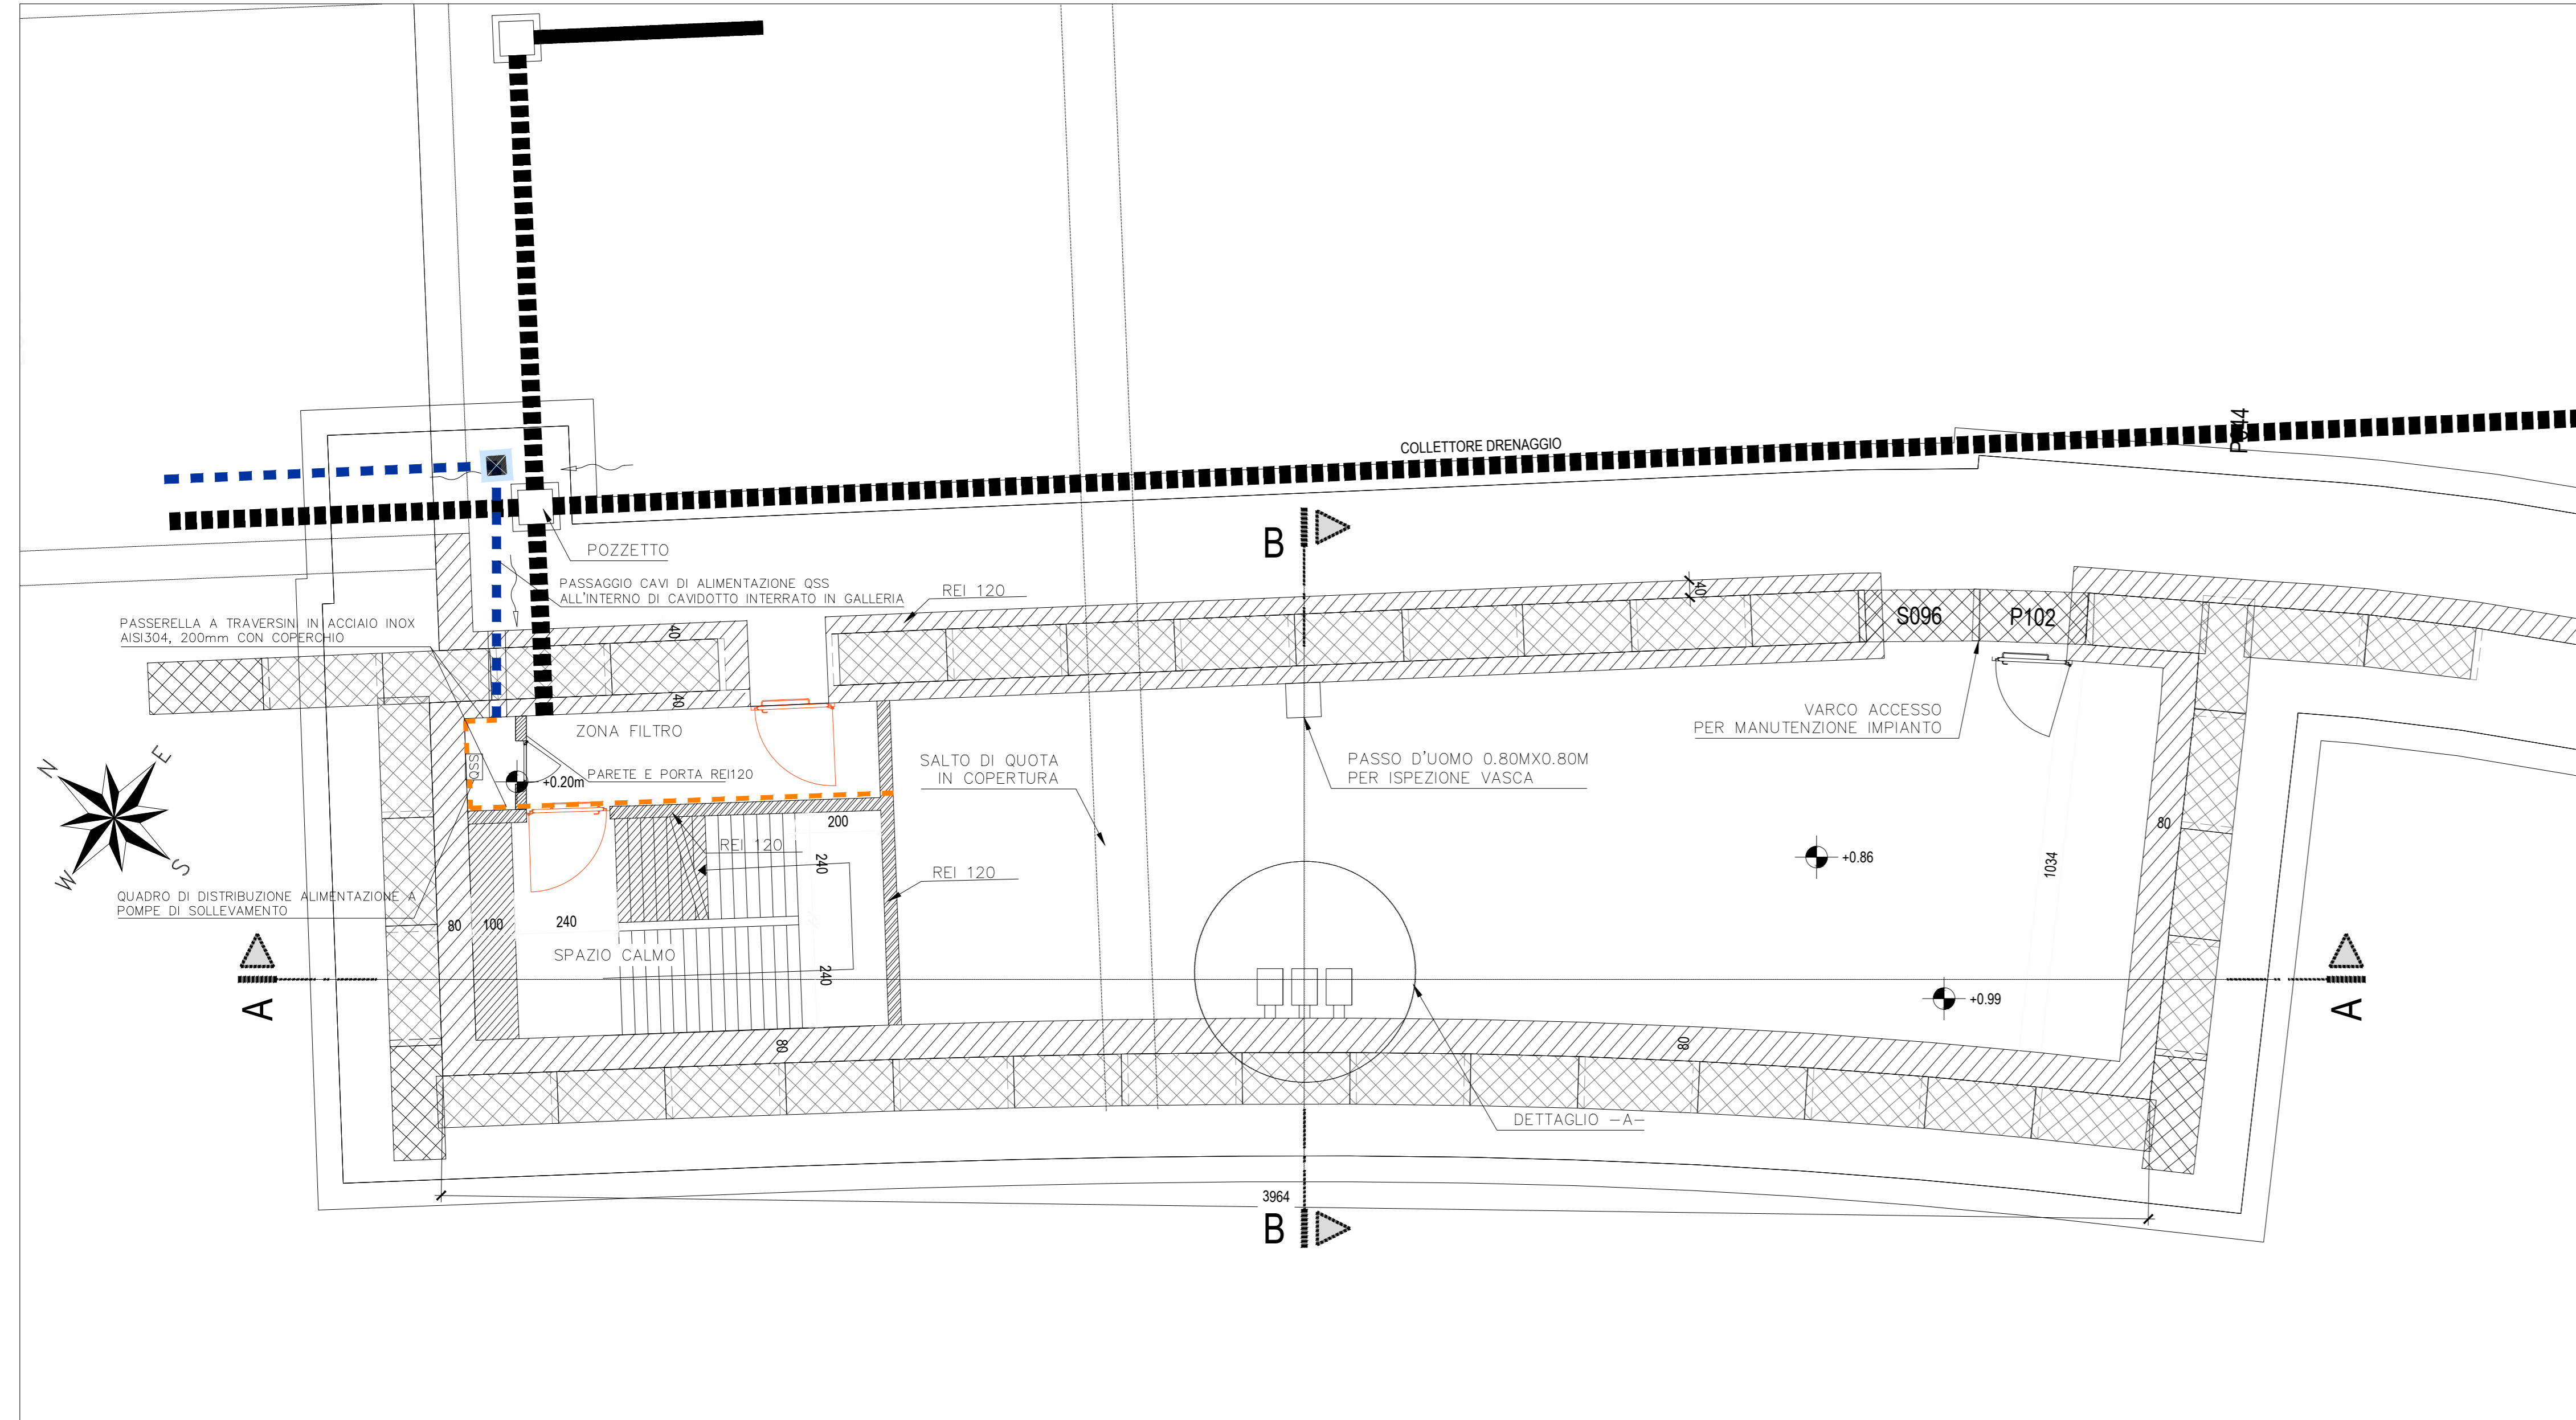 COLLETTORE DRENAGGIO
POZZETTO
PASSAGGIO CAVI DI ALIMENTAZIONE QSS
ALL'INTERNO DI CAVIDOTTO INTERRATO IN GALLERIA
REI 120
B
40
S096
P102
PASSERELLA A TRAVERSINI IN ACCIAIO INOX
AISI304, 200mm CON COPERCHIO
40
40
ZONA FILTRO
QSS
+0.20m
PARETE E PORTA REI120
SALTO DI QUOTA
IN COPERTURA
PASSO D'UOMO 0.80MX0.80M
PER ISPEZIONE VASCA
VARCO ACCESSO
PER MANUTENZIONE IMPIANTO
N
E
S
W
200
REI 120
240
REI 120
+0.86
1034
80
QUADRO DI DISTRIBUZIONE ALIMENTAZIONE A
POMPE DI SOLLEVAMENTO
80
100
240
SPAZIO CALMO
240
A
+0.99
A
80
80
DETTAGLIO -A-
3964
B